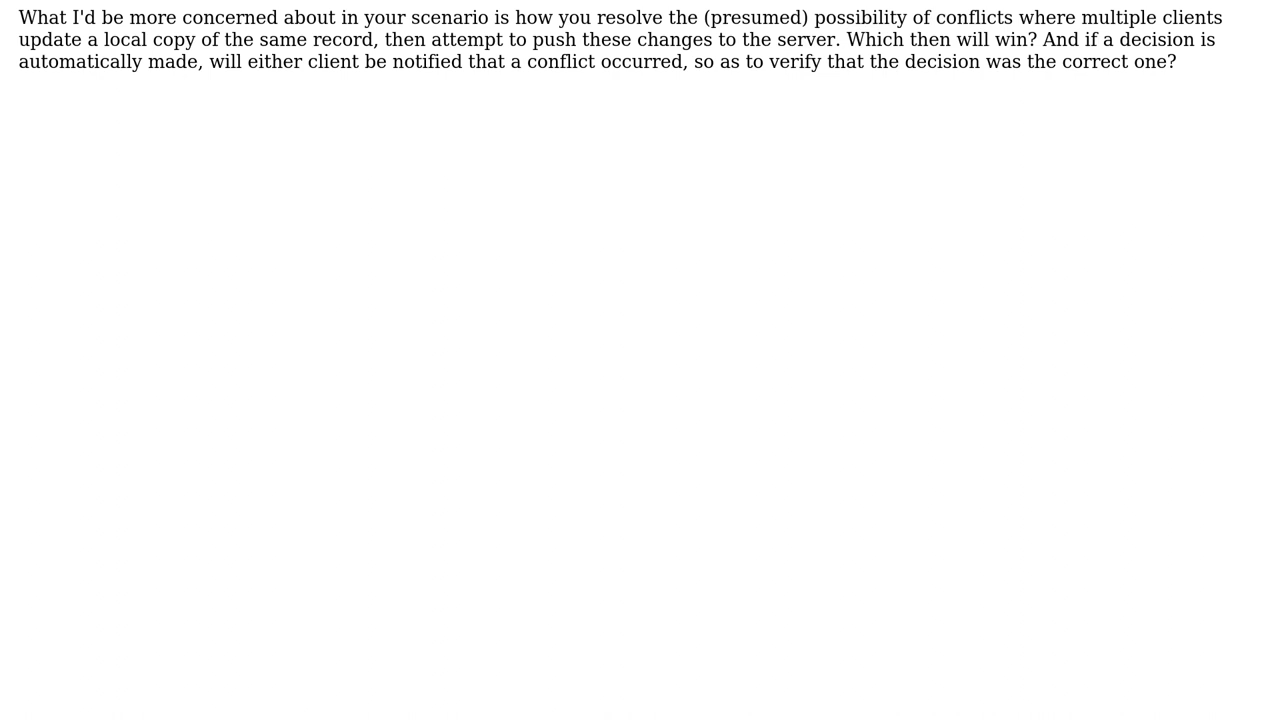 What I'd be more concerned about in your scenario is how you resolve the (presumed) possibility of conflicts where multiple clients
update a local copy of the same record, then attempt to push these changes to the server. Which then will win? And if a decision is
automatically made, will either client be notified that a conflict occurred, so as to verify that the decision was the correct one?